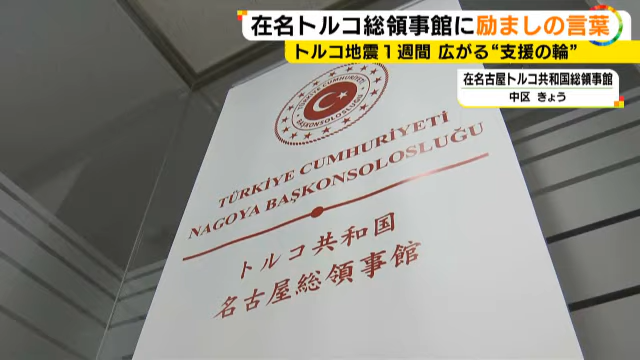 在名トルコ総領事館に励ましの言葉
トルコ地震1週間 広がる“支援の輪”
在名古屋トルコ共和国総領事館
中区 きょう
TÜRKİYE CUMHURİYETİ
NAGOYA BAŞKONSOLOSLUĞU
トルコ共和国
名古屋総領事館